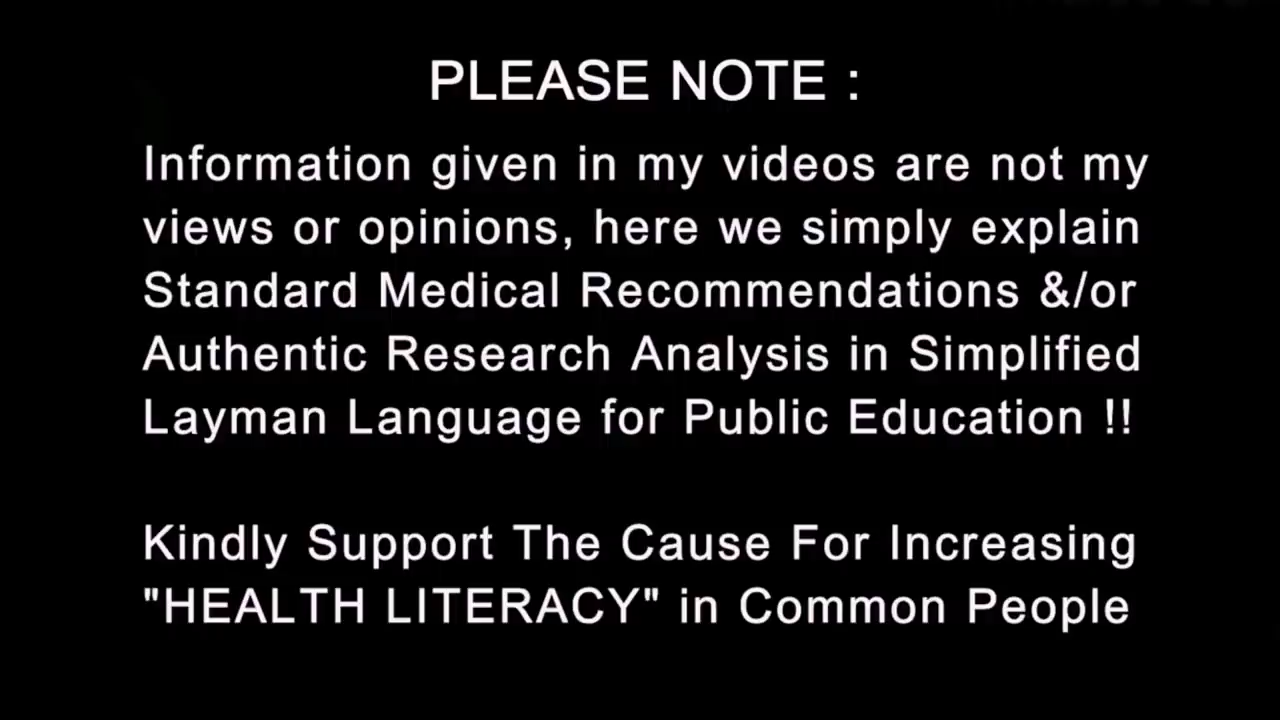 PLEASE NOTE :
Information given in my videos are not my
views or opinions, here we simply explain
Standard Medical Recommendations &/or
Authentic Research Analysis in Simplified
Layman Language for Public Education !!
Kindly Support The Cause For Increasing
"HEALTH LITERACY" in Common People